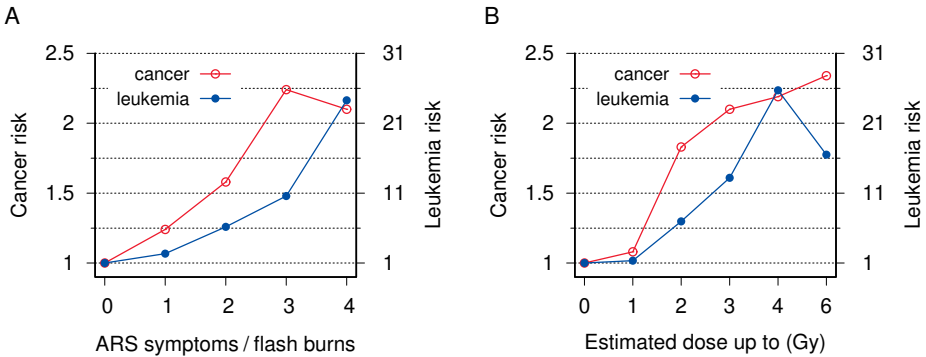 A
2.5
2
1.5
1
31
21
11
1
cancer
leukemia
Cancer risk
Leukemia risk
0 1 2 3 4
ARS symptoms / flash burns
B
2.5
2
1.5
1
31
21
11
1
cancer
leukemia
Cancer risk
Leukemia risk
0 1 2 3 4 6
Estimated dose up to (Gy)